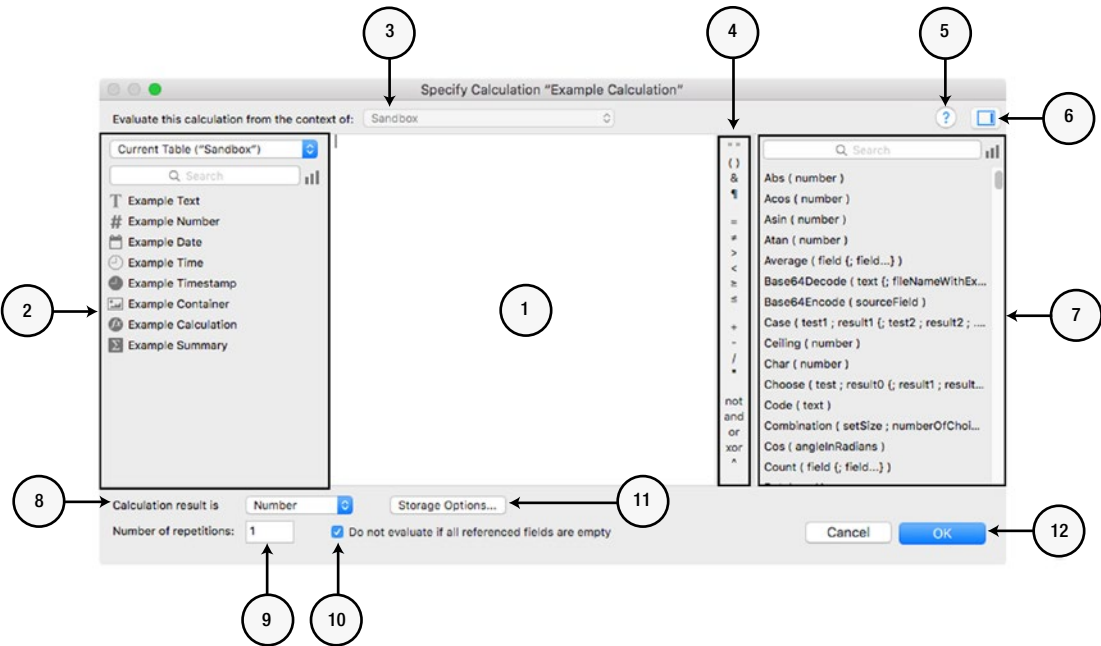 3
4
5
Specify Calculation "Example Calculation"
Evaluate this calculation from the context of:
Sandbox
?
6
Current Table ("Sandbox")
Search
T Example Text
# Example Number
Example Date
Example Time
Example Timestamp
Example Container
Example Calculation
Σ Example Summary
2
1
" "
( )
&
¶
=
≠
>
<
≥
≤
+
-
/
*
not
and
or
xor
^
Search
Abs ( number )
Acos ( number )
Asin ( number )
Atan ( number )
Average ( field {; field...} )
Base64Decode ( text {; fileNameWithEx...
Base64Encode ( sourceField )
Case ( test1 ; result1 {; test2 ; result2 ; ....
Ceiling ( number )
Char ( number )
Choose ( test ; result0 {; result1 ; result...
Code ( text )
Combination ( setSize ; numberOfChoi...
Cos ( angleInRadians )
Count ( field {; field...} )
7
8
Calculation result is
Number
Storage Options...
11
Number of repetitions:
1
Do not evaluate if all referenced fields are empty
Cancel
OK
12
9
10